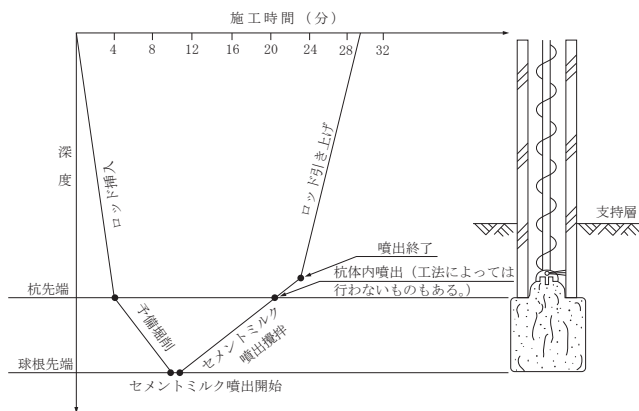 施工時間（分）
4 8 12 16 20 24 28 32
深度
ロッド挿入
ロッド引き上げ
支持層
噴出終了
杭体内噴出（工法によっては
行わないものもある。）
杭先端
予備掘削
セメントミルク
噴出攪拌
球根先端
セメントミルク噴出開始